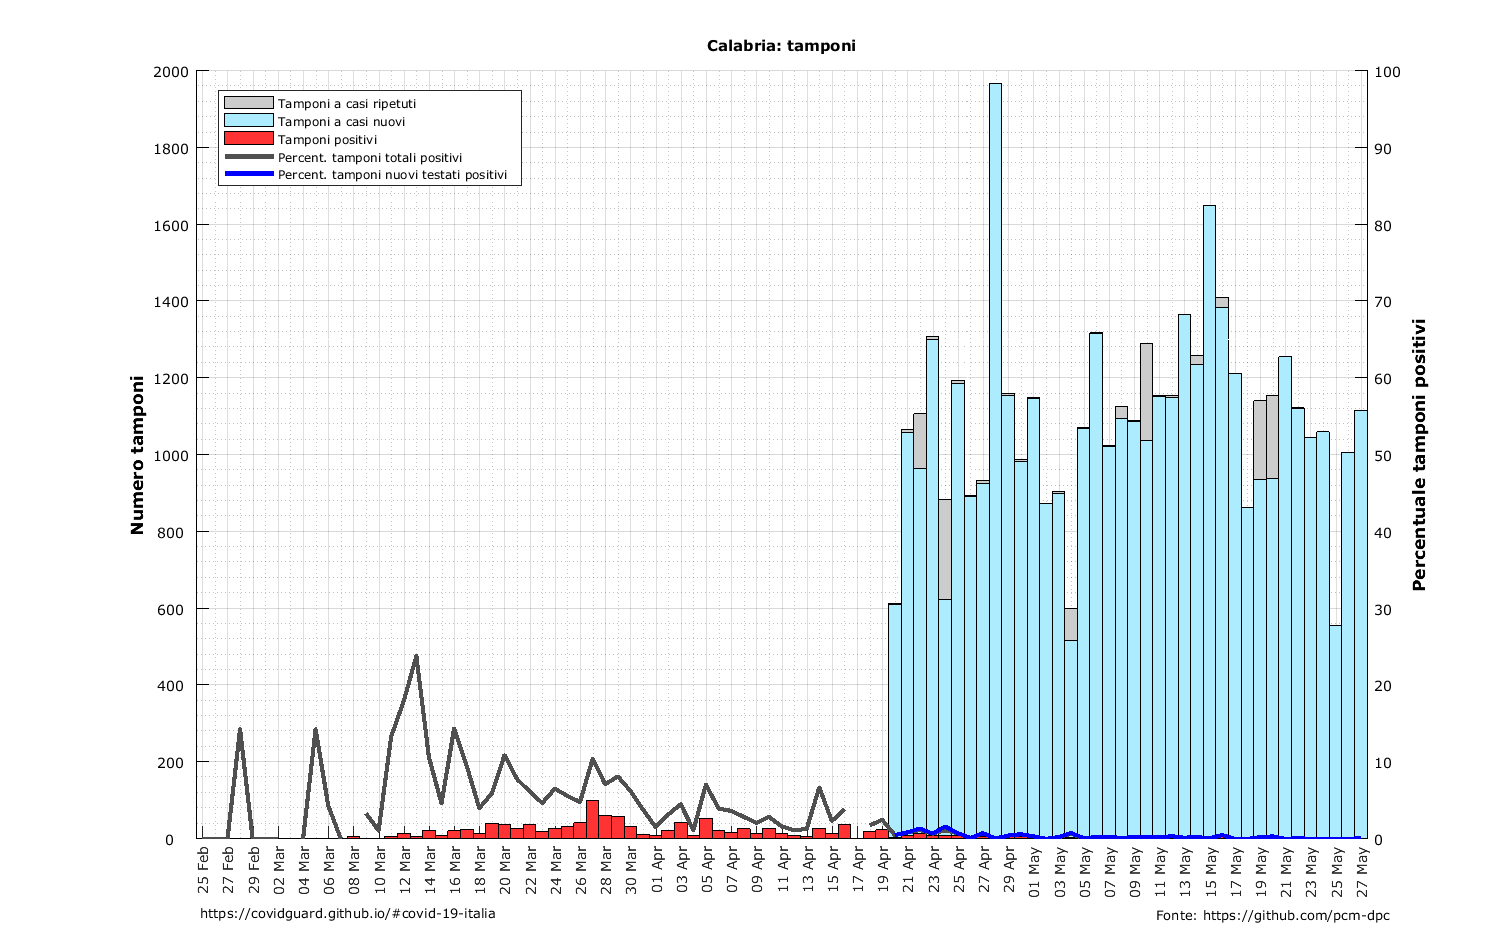 Calabria: tamponi
Tamponi a casi ripetuti
Tamponi a casi nuovi
Tamponi positivi
Percent. tamponi totali positivi
Percent. tamponi nuovi testati positivi
Numero tamponi
2000
1800
1600
1400
1200
1000
800
600
400
200
0
Percentuale tamponi positivi
100
90
80
70
60
50
40
30
20
10
0
25 Feb
27 Feb
29 Feb
02 Mar
04 Mar
06 Mar
08 Mar
10 Mar
12 Mar
14 Mar
16 Mar
18 Mar
20 Mar
22 Mar
24 Mar
26 Mar
28 Mar
30 Mar
01 Apr
03 Apr
05 Apr
07 Apr
09 Apr
11 Apr
13 Apr
15 Apr
17 Apr
19 Apr
21 Apr
23 Apr
25 Apr
27 Apr
29 Apr
01 May
03 May
05 May
07 May
09 May
11 May
13 May
15 May
17 May
19 May
21 May
23 May
25 May
27 May
https://covidguard.github.io/#covid-19-italia
Fonte: https://github.com/pcm-dpc